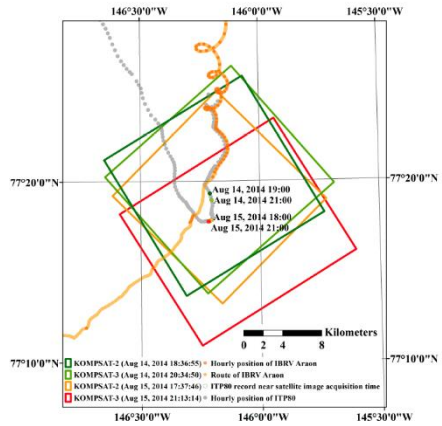 146°30'0"W 146°0'0"W 145°30'0"W
77°20'0"N 77°20'0"N
Aug 14, 2014 19:00
Aug 14, 2014 21:00
Aug 15, 2014 18:00
Aug 15, 2014 21:00
Kilometers
0 2 4 8
77°10'0"N 77°10'0"N
KOMPSAT-2 (Aug 14, 2014 18:36:55) Hourly position of IBRV Araon
KOMPSAT-3 (Aug 14, 2014 20:34:50) Route of IBRV Araon
KOMPSAT-2 (Aug 15, 2014 17:37:46) ITP80 record near satellite image acquisition time
KOMPSAT-3 (Aug 15, 2014 21:13:14) Hourly position of ITP80
146°30'0"W 146°0'0"W 145°30'0"W